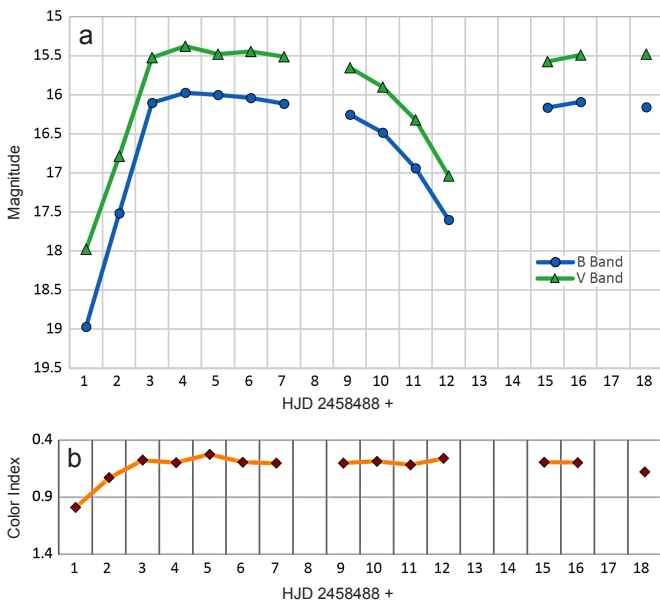 a
Magnitude
15
15.5
16
16.5
17
17.5
18
18.5
19
19.5
B Band
V Band
1 2 3 4 5 6 7 8 9 10 11 12 13 14 15 16 17 18
HJD 2458488 +
b
Color Index
0.4
0.9
1.4
1 2 3 4 5 6 7 8 9 10 11 12 13 14 15 16 17 18
HJD 2458488 +